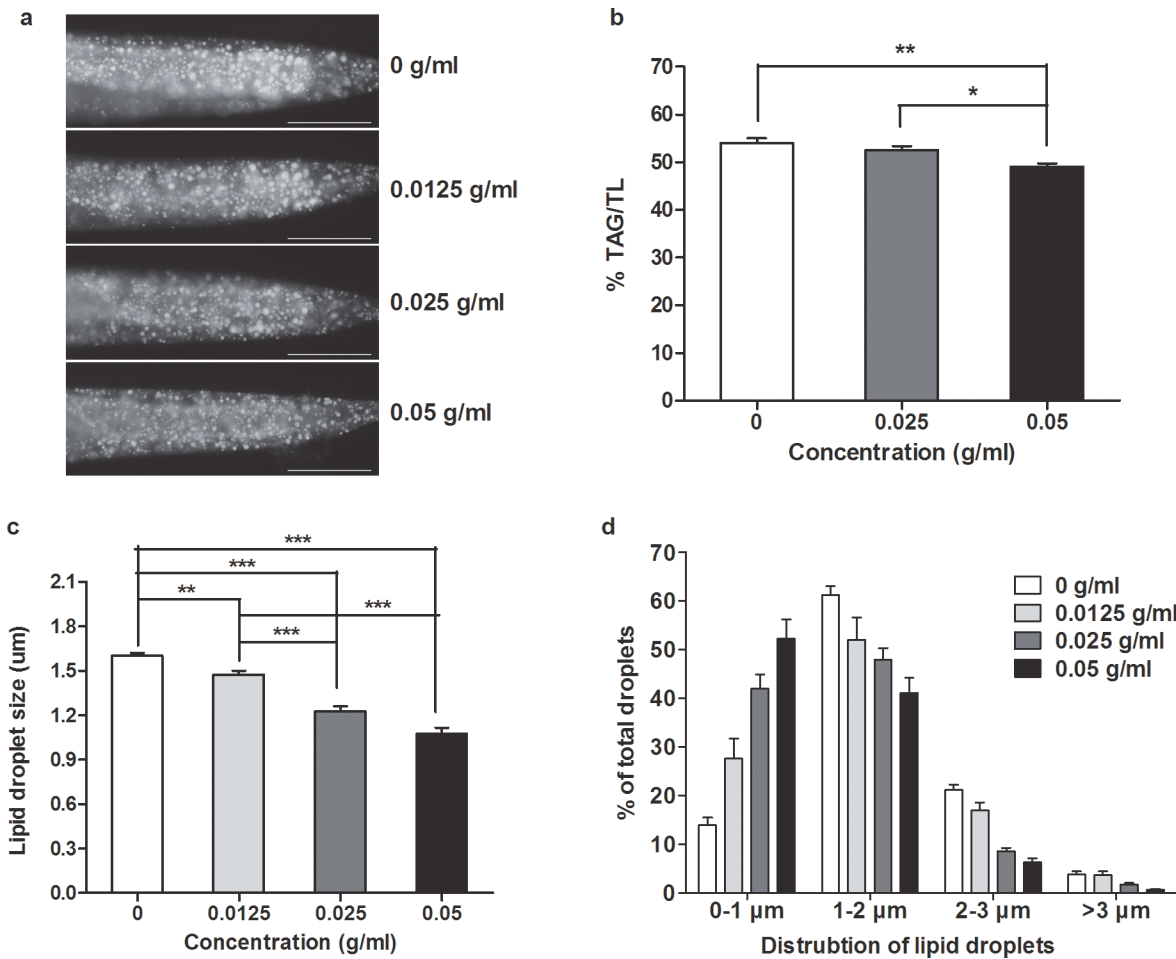 a
0 g/ml
0.0125 g/ml
0.025 g/ml
0.05 g/ml
b
**
*
70
60
50
40
30
20
10
0
% TAG/TL
0 0.025 0.05
Concentration (g/ml)
c
***
***
** ***
***
2.1
1.8
1.5
1.2
0.9
0.6
0.3
0.0
Lipid droplet size (um)
0 0.0125 0.025 0.05
Concentration (g/ml)
d
70
60
50
40
30
20
10
0
% of total droplets
0 g/ml
0.0125 g/ml
0.025 g/ml
0.05 g/ml
0-1 µm 1-2 µm 2-3 µm >3 µm
Distrubtion of lipid droplets